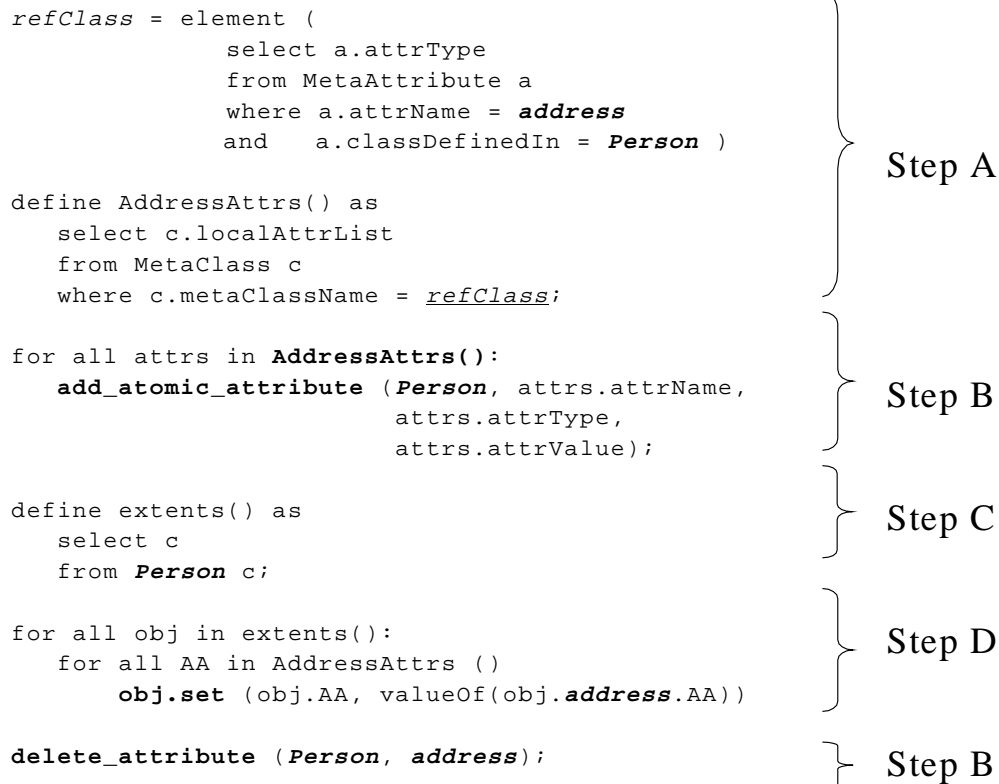 refClass = element (
select a.attrType
from MetaAttribute a
where a.attrName = address
and a.classDefinedIn = Person )
Step A
define AddressAttrs() as
select c.localAttrList
from MetaClass c
where c.metaClassName = refClass;
for all attrs in AddressAttrs():
add_atomic_attribute (Person, attrs.attrName,
attrs.attrType,
attrs.attrValue);
Step B
define extents() as
select c
from Person c;
Step C
for all obj in extents():
for all AA in AddressAttrs ()
obj.set (obj.AA, valueOf(obj.address.AA))
Step D
delete_attribute (Person, address);
Step B